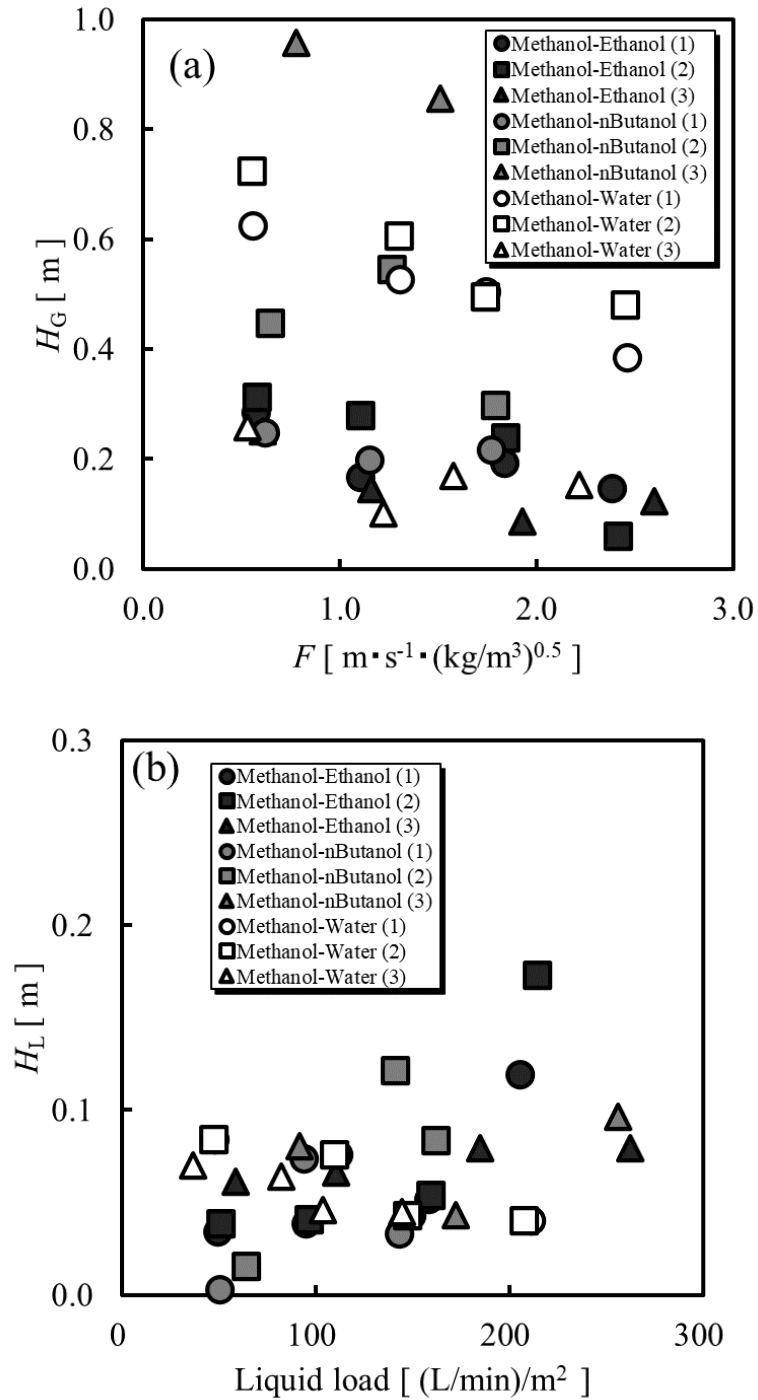 (a)
1.0
0.8
0.6
0.4
0.2
0.0
H_G [ m ]
Methanol-Ethanol (1)
Methanol-Ethanol (2)
Methanol-Ethanol (3)
Methanol-nButanol (1)
Methanol-nButanol (2)
Methanol-nButanol (3)
Methanol-Water (1)
Methanol-Water (2)
Methanol-Water (3)
0.0 1.0 2.0 3.0
F [ m・s⁻¹・(kg/m³)⁰·⁵ ]
(b)
0.3
0.2
0.1
0.0
H_L [ m ]
Methanol-Ethanol (1)
Methanol-Ethanol (2)
Methanol-Ethanol (3)
Methanol-nButanol (1)
Methanol-nButanol (2)
Methanol-nButanol (3)
Methanol-Water (1)
Methanol-Water (2)
Methanol-Water (3)
0 100 200 300
Liquid load [ (L/min)/m² ]